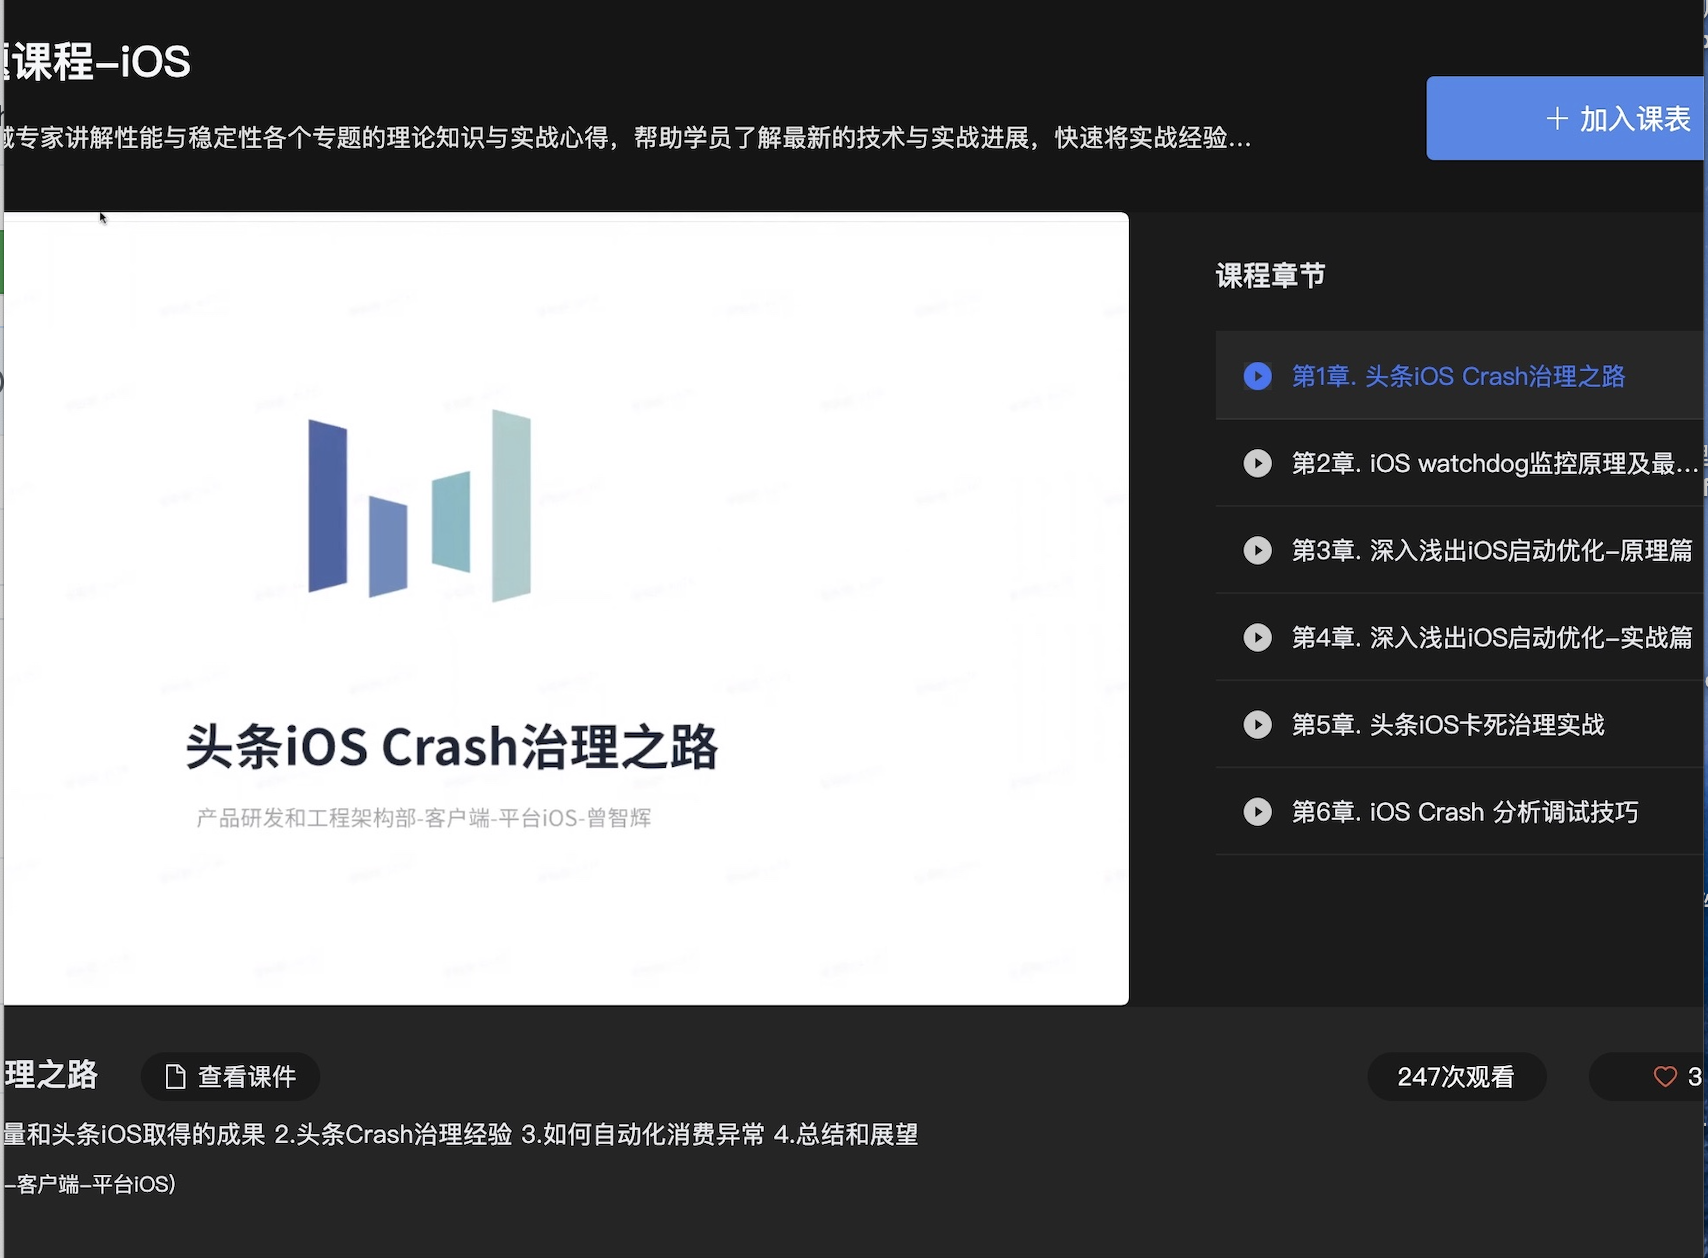 课程–iOS
专家讲解性能与稳定性各个专题的理论知识与实战心得，帮助学员了解最新的技术与实战进展，快速将实战经验...
加入课表
头条iOS Crash治理之路
产品研发和工程架构部-客户端-平台iOS-曾智辉
课程章节
第1章. 头条iOS Crash治理之路
第2章. iOS watchdog监控原理及最...
第3章. 深入浅出iOS启动优化–原理篇
第4章. 深入浅出iOS启动优化–实战篇
第5章. 头条iOS卡死治理实战
第6章. iOS Crash 分析调试技巧
理之路
查看课件
247次观看
3
量和头条iOS取得的成果 2.头条Crash治理经验 3.如何自动化消费异常 4.总结和展望
–客户端–平台iOS)